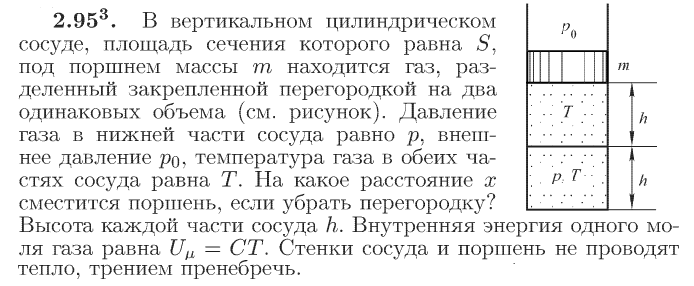 2.95³. В вертикальном цилиндрическом
сосуде, площадь сечения которого равна S,
под поршнем массы m находится газ, раз-
деленный закрепленной перегородкой на два
одинаковых объема (см. рисунок). Давление
газа в нижней части сосуда равно p, внеш-
нее давление p₀, температура газа в обеих ча-
стях сосуда равна T. На какое расстояние x
сместится поршень, если убрать перегородку?
Высота каждой части сосуда h. Внутренняя энергия одного мо-
ля газа равна Uμ = CT. Стенки сосуда и поршень не проводят
тепло, трением пренебречь.
p₀
m
T
h
p, T
h